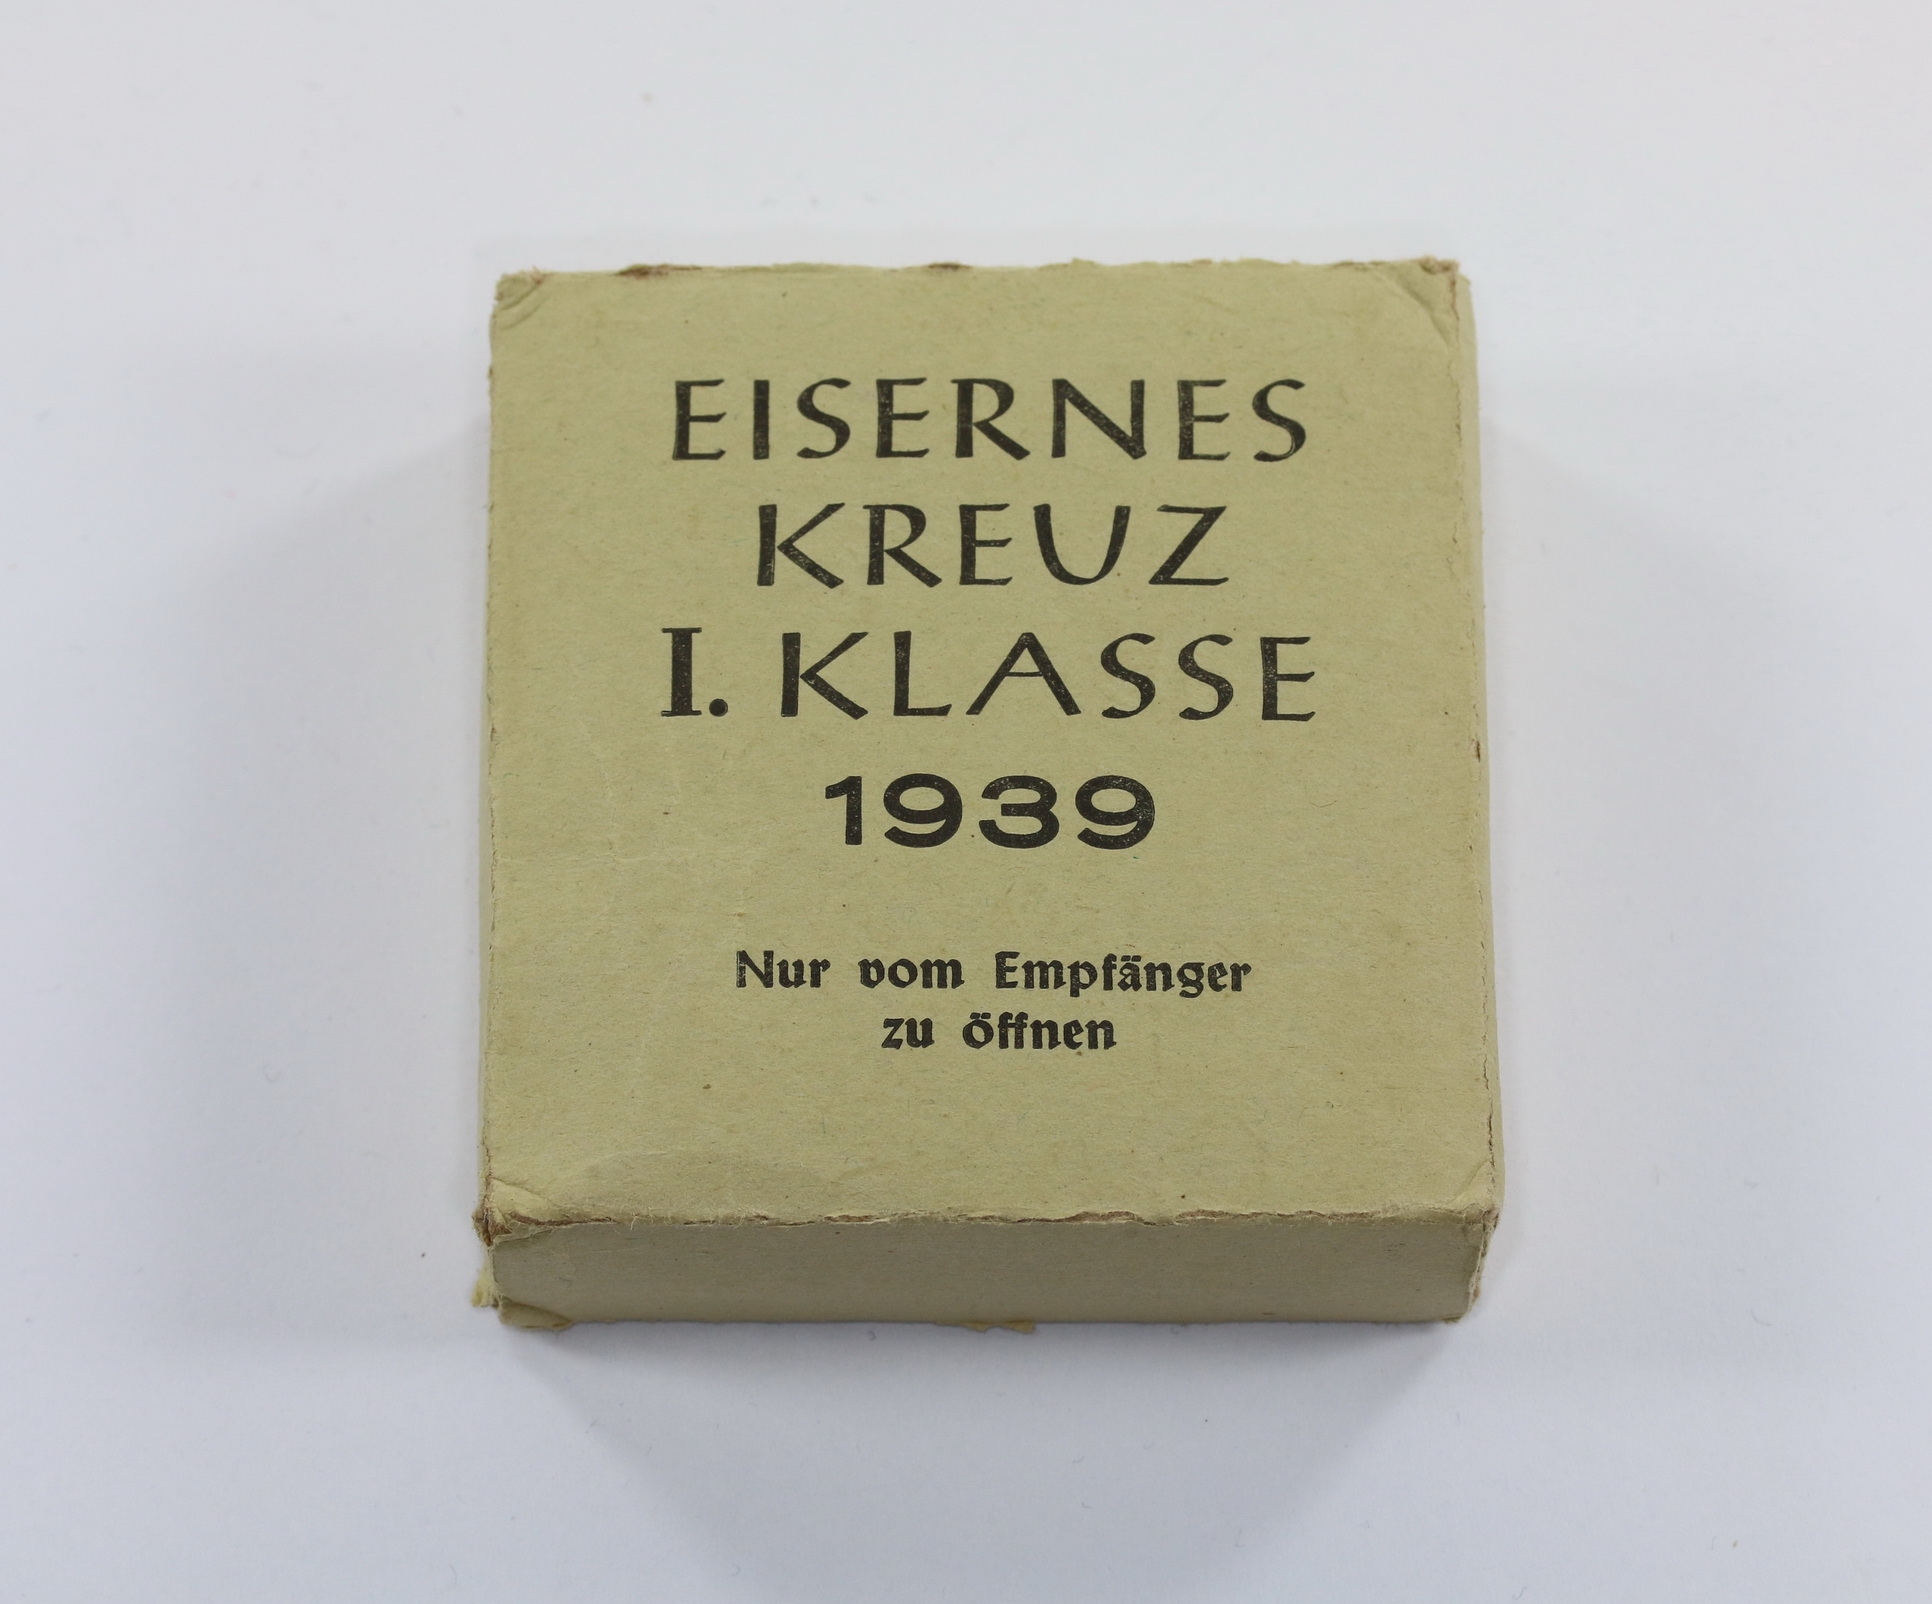 EISERNES
KREUZ
I. KLASSE
1939
Nur vom Empfänger
zu öffnen